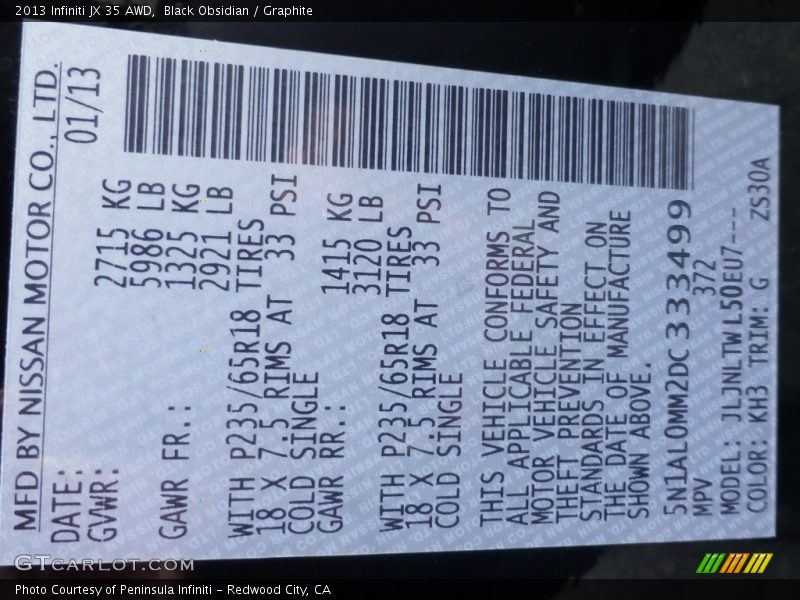 2013 Infiniti JX 35 AWD, Black Obsidian / Graphite
MFD BY NISSAN MOTOR CO., LTD.
DATE: 01/13
GVWR: 2715 KG
5986 LB
GAWR FR.: 1325 KG
2921 LB
WITH P235/65R18 TIRES
18 X 7.5 RIMS AT 33 PSI
COLD SINGLE
GAWR RR.: 1415 KG
3120 LB
WITH P235/65R18 TIRES
18 X 7.5 RIMS AT 33 PSI
COLD SINGLE
THIS VEHICLE CONFORMS TO
ALL APPLICABLE FEDERAL
MOTOR VEHICLE SAFETY AND
THEFT PREVENTION
STANDARDS IN EFFECT ON
THE DATE OF MANUFACTURE
SHOWN ABOVE.
5N1AL0MM2DC333499
MPV 372
MODEL: JLJNLTWL50EU7---
COLOR: KH3 TRIM: G ZS30A
GTCARLOT.COM
Photo Courtesy of Peninsula Infiniti – Redwood City, CA